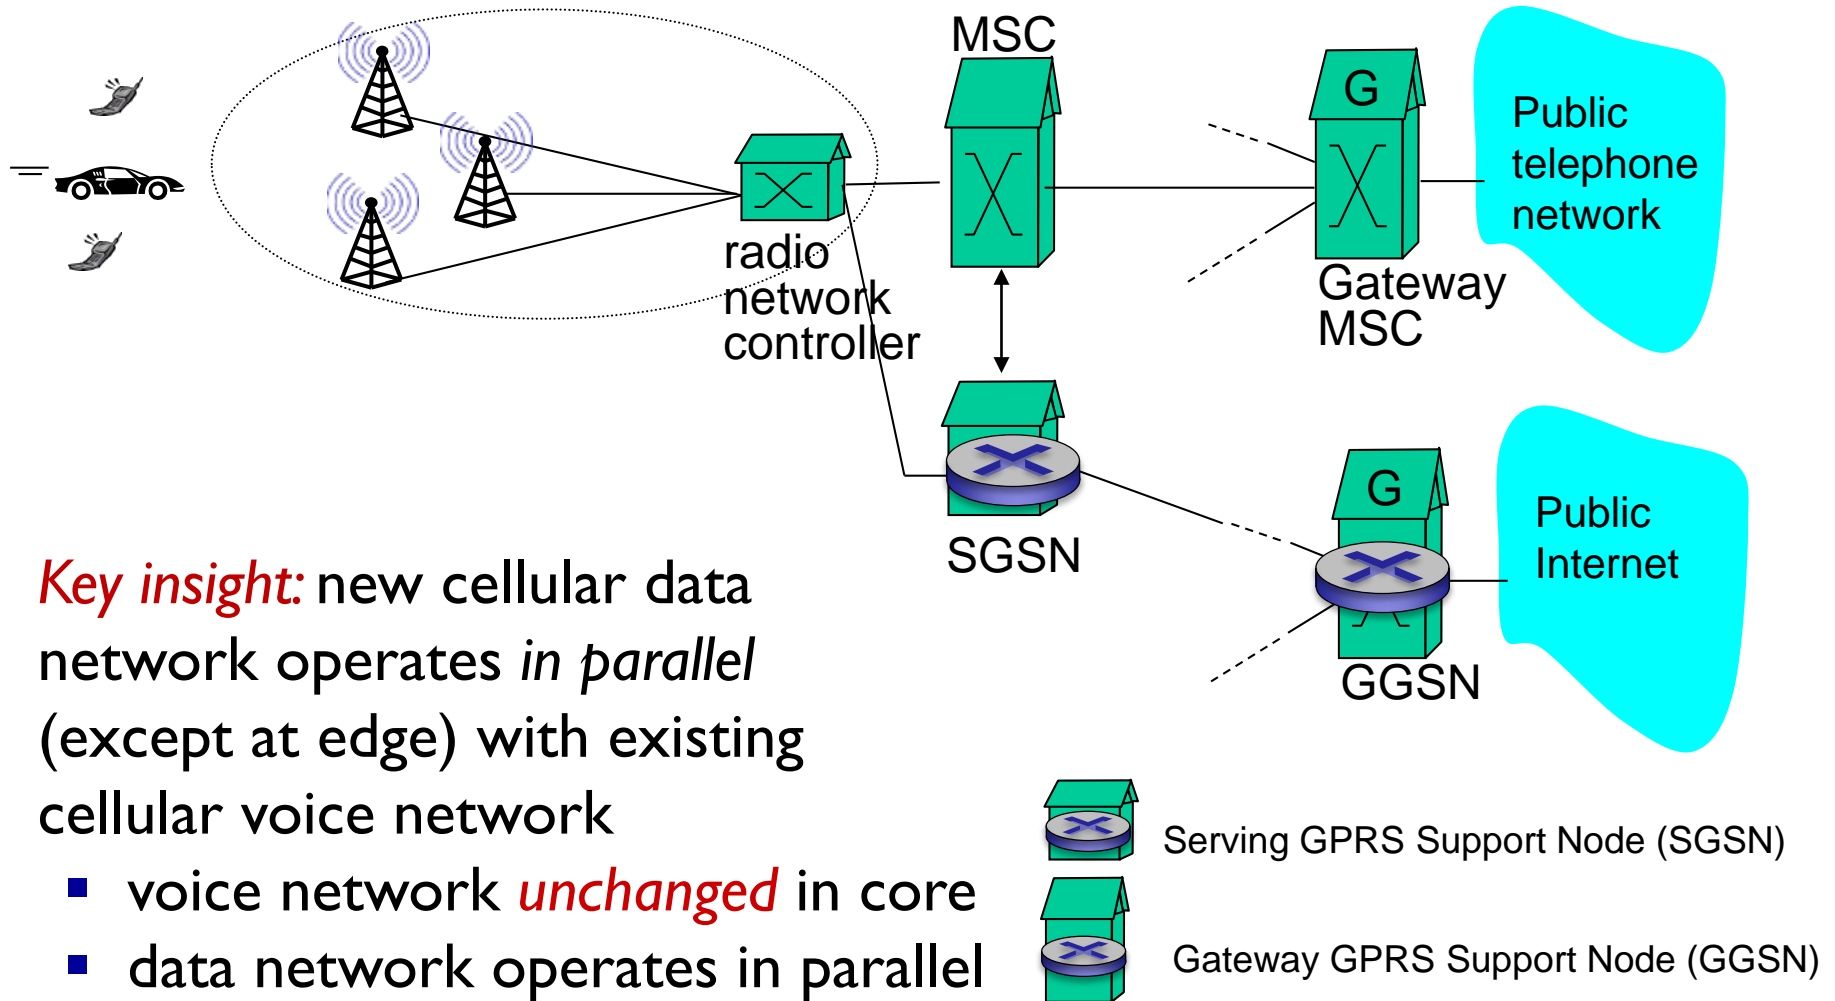 MSC
G
Public
telephone
network
radio
network
controller
Gateway
MSC
SGSN
G
Public
Internet
GGSN
Key insight: new cellular data
network operates in parallel
(except at edge) with existing
cellular voice network
voice network unchanged in core
data network operates in parallel
Serving GPRS Support Node (SGSN)
Gateway GPRS Support Node (GGSN)